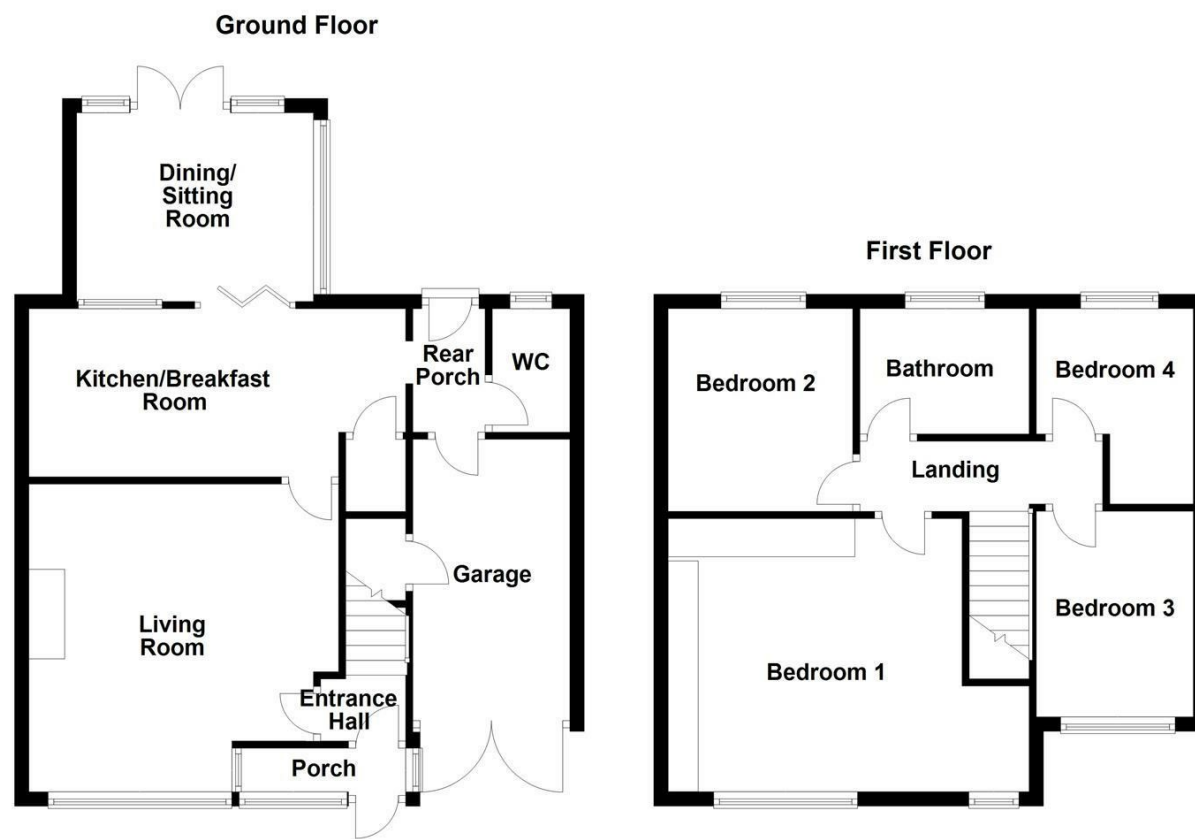 Ground Floor
Dining/
Sitting
Room
Kitchen/Breakfast
Room
Rear
Porch
WC
Garage
Living
Room
Entrance
Hall
Porch
First Floor
Bedroom 2
Bathroom
Bedroom 4
Landing
Bedroom 3
Bedroom 1